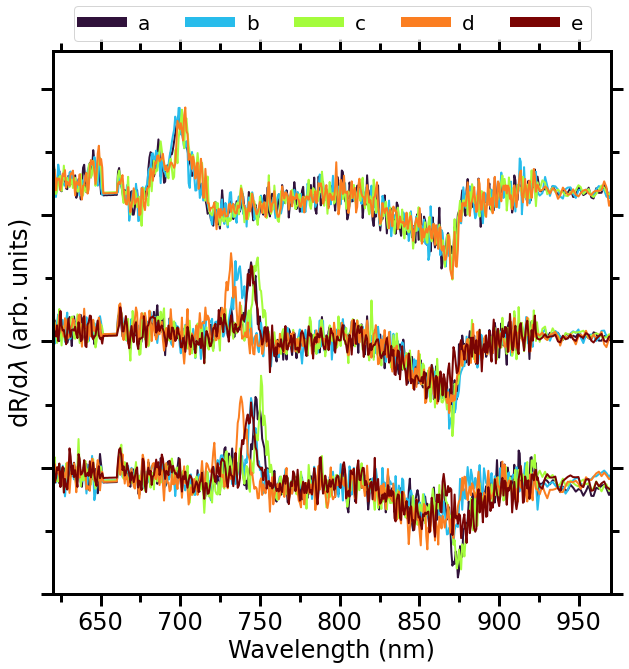 a b c d e
dR/dλ (arb. units)
650 700 750 800 850 900 950
Wavelength (nm)